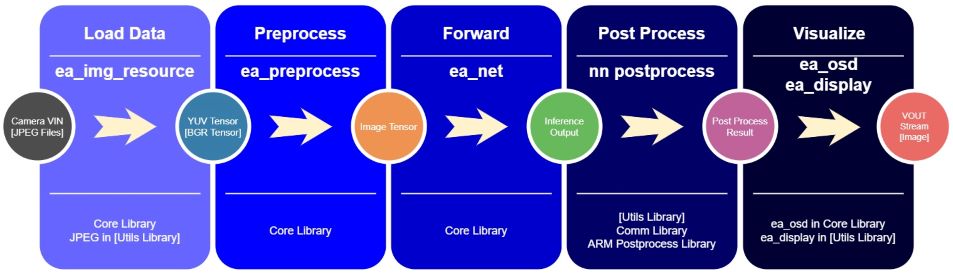 Load Data
ea_img_resource
Camera VIN
[JPEG Files]
YUV Tensor
[BGR Tensor]
Core Library
JPEG in [Utils Library]
Preprocess
ea_preprocess
Image Tensor
Core Library
Forward
ea_net
Inference
Output
Core Library
Post Process
nn postprocess
Post Process
Result
[Utils Library]
Comm Library
ARM Postprocess Library
Visualize
ea_osd
ea_display
VOUT
Stream
[Image]
ea_osd in Core Library
ea_display in [Utils Library]